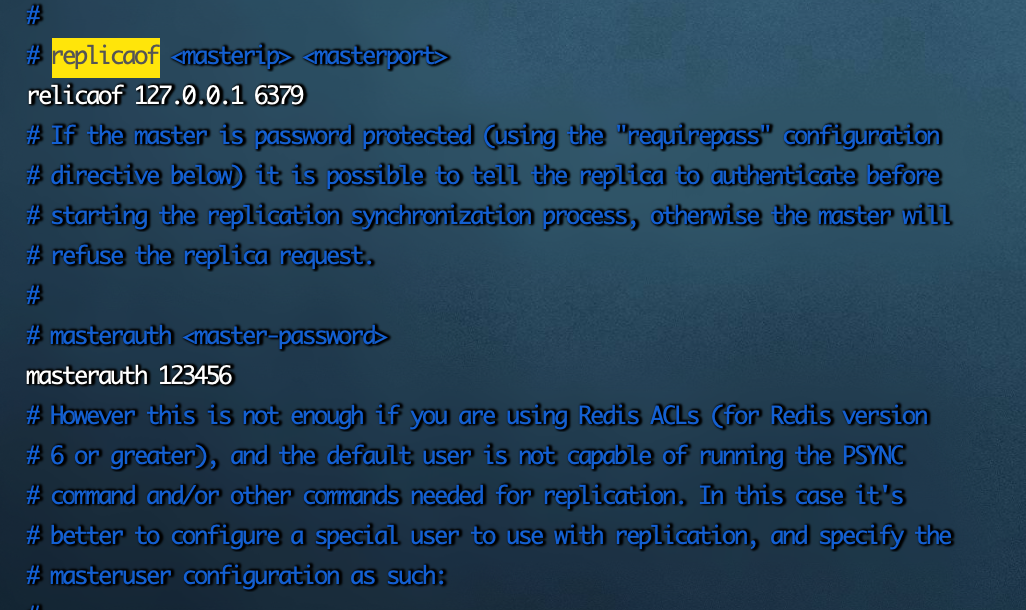 #
# replicaof <masterip> <masterport>
relicaof 127.0.0.1 6379
# If the master is password protected (using the "requirepass" configuration
# directive below) it is possible to tell the replica to authenticate before
# starting the replication synchronization process, otherwise the master will
# refuse the replica request.
#
# masterauth <master-password>
masterauth 123456
# However this is not enough if you are using Redis ACLs (for Redis version
# 6 or greater), and the default user is not capable of running the PSYNC
# command and/or other commands needed for replication. In this case it's
# better to configure a special user to use with replication, and specify the
# masteruser configuration as such:
#